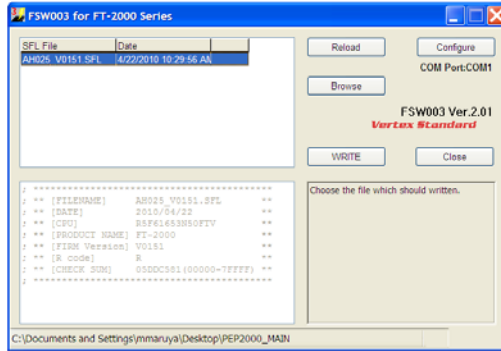 FSW003 for FT-2000 Series
SFL File Date
AH025_V0151.SFL 4/22/2010 10:29:56 AM
Reload
Configure
COM Port:COM1
Browse
FSW003 Ver.2.01
Vertex Standard
WRITE
Close
; *******************************************
; ** [FILENAME] AH025_V0151.SFL **
; ** [DATE] 2010/04/22 **
; ** [CPU] R5F61653N50FTV **
; ** [PRODUCT NAME] FT-2000 **
; ** [FIRM Version] V0151 **
; ** [R code] R **
; ** [CHECK SUM] 05DDC581(00000-7FFFF) **
; *******************************************
Choose the file which should written.
C:\Documents and Settings\mmaruya\Desktop\PEP2000_MAIN